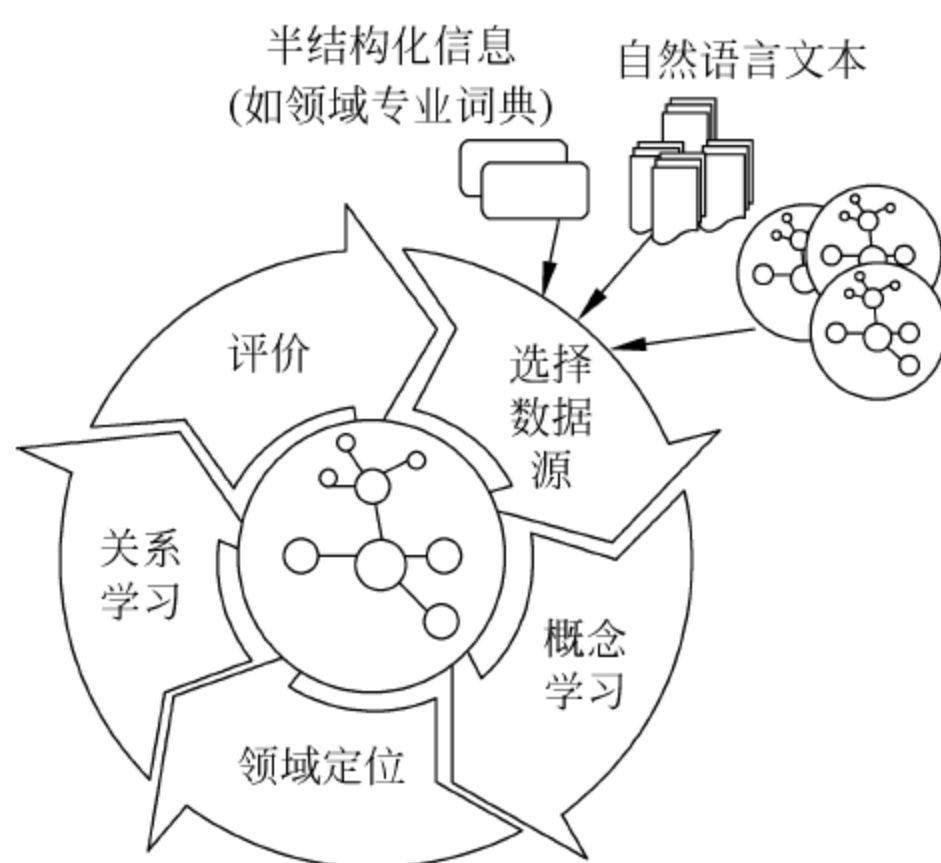 半结构化信息
(如领域专业词典)
自然语言文本
评价
选择
数据
源
关系
学习
概念
学习
领域定位